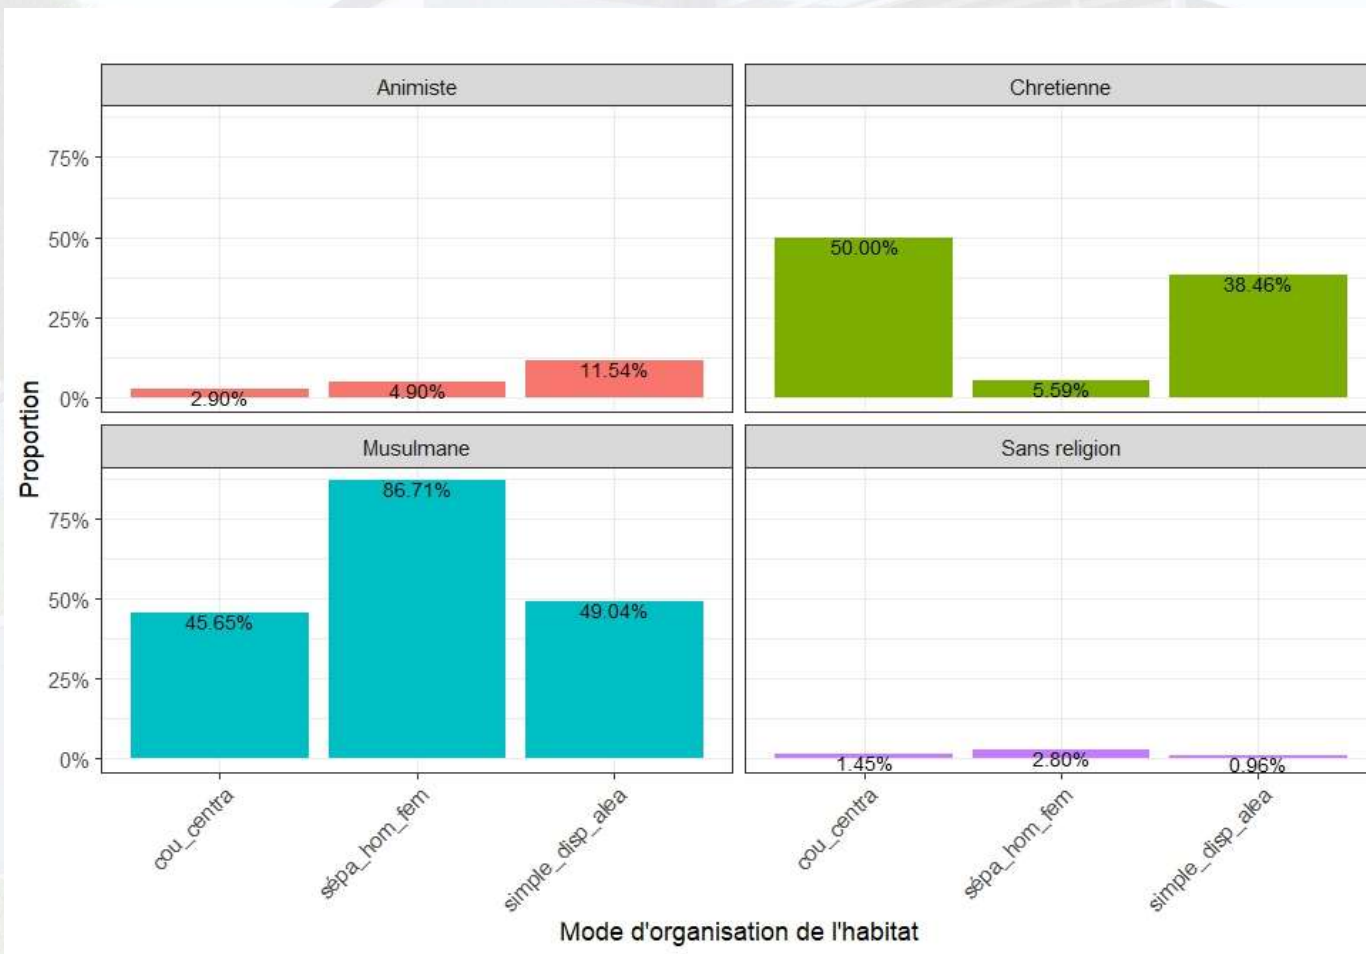 Animiste
Chretienne
75%
50%
25%
0%
2.90%
4.90%
11.54%
50.00%
5.59%
38.46%
Proportion
Musulmane
Sans religion
75%
50%
25%
0%
45.65%
86.71%
49.04%
1.45%
2.80%
0.96%
cou_centra
sépa_hom_fem
simple_disp_alea
cou_centra
sépa_hom_fem
simple_disp_alea
Mode d'organisation de l'habitat